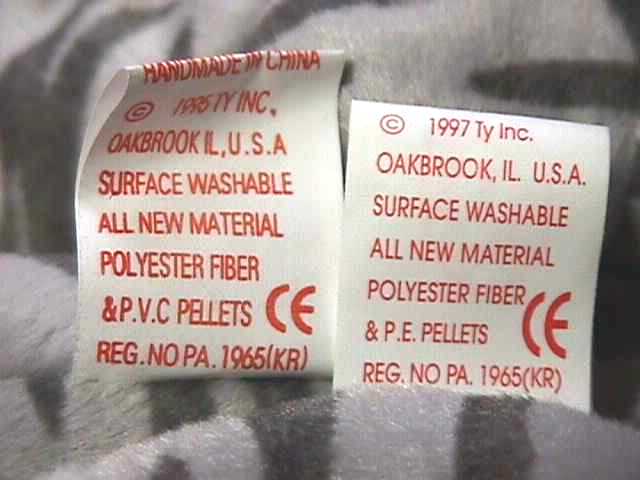 HANDMADE IN CHINA
© 1995 TY INC.
OAKBROOK IL, U.S.A
SURFACE WASHABLE
ALL NEW MATERIAL
POLYESTER FIBER
& P.V.C PELLETS CE
REG. NO PA. 1965(KR)
© 1997 Ty Inc.
OAKBROOK, IL. U.S.A.
SURFACE WASHABLE
ALL NEW MATERIAL
POLYESTER FIBER
& P.E. PELLETS CE
REG. NO PA. 1965(KR)